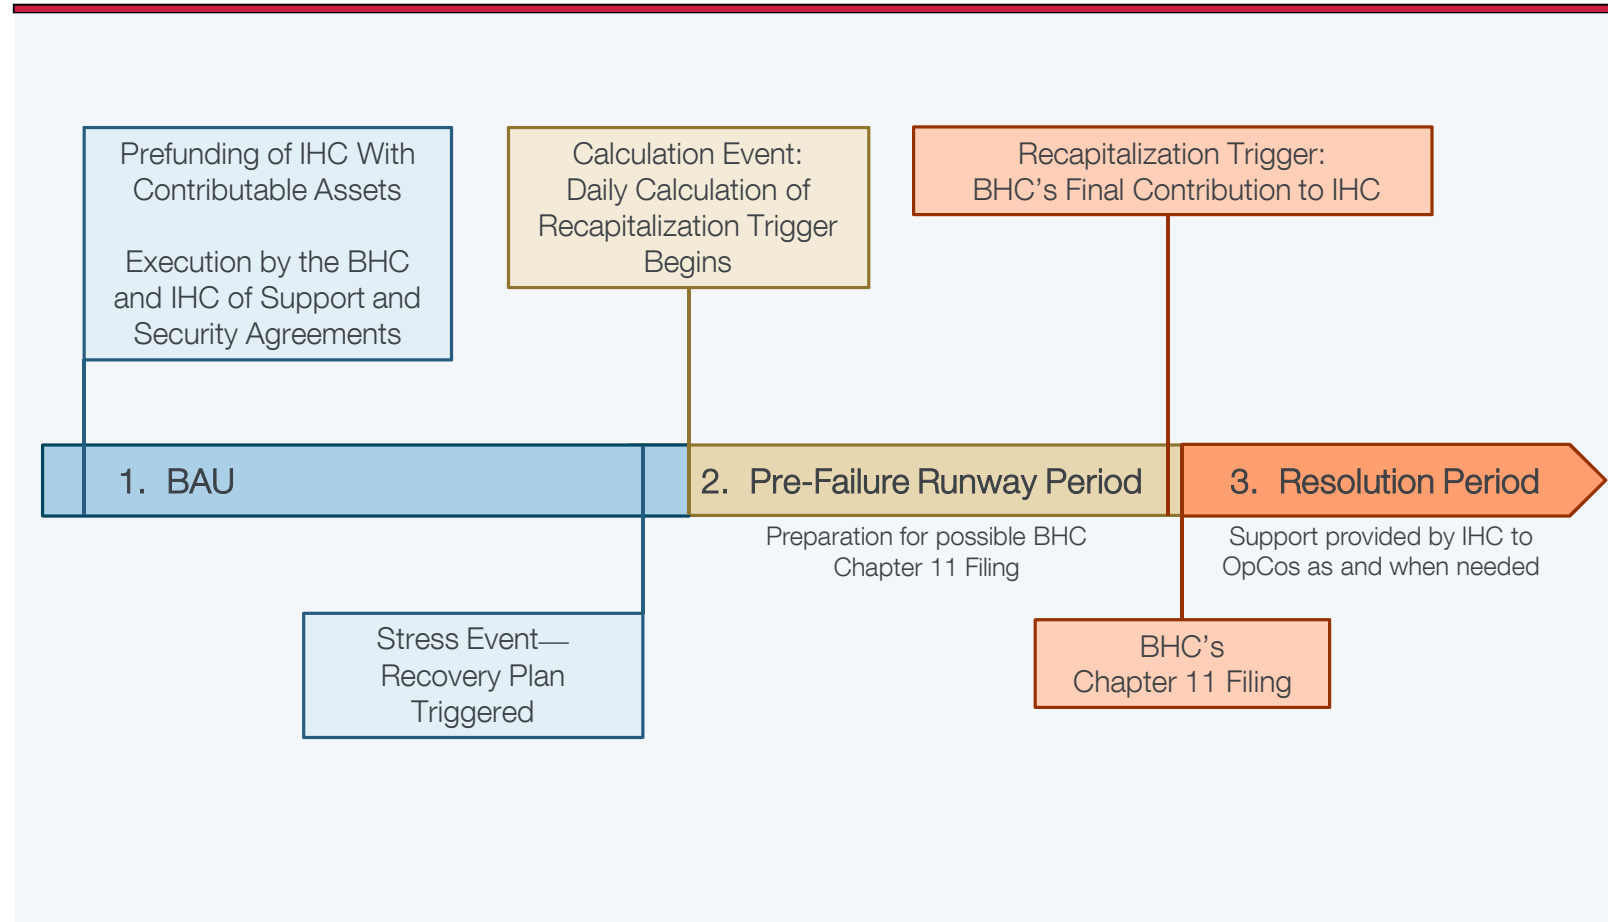 Prefunding of IHC With
Contributable Assets
Execution by the BHC
and IHC of Support and
Security Agreements
Calculation Event:
Daily Calculation of
Recapitalization Trigger
Begins
Recapitalization Trigger:
BHC’s Final Contribution to IHC
1. BAU
2. Pre-Failure Runway Period
3. Resolution Period
Preparation for possible BHC
Chapter 11 Filing
Support provided by IHC to
OpCos as and when needed
Stress Event—
Recovery Plan
Triggered
BHC’s
Chapter 11 Filing